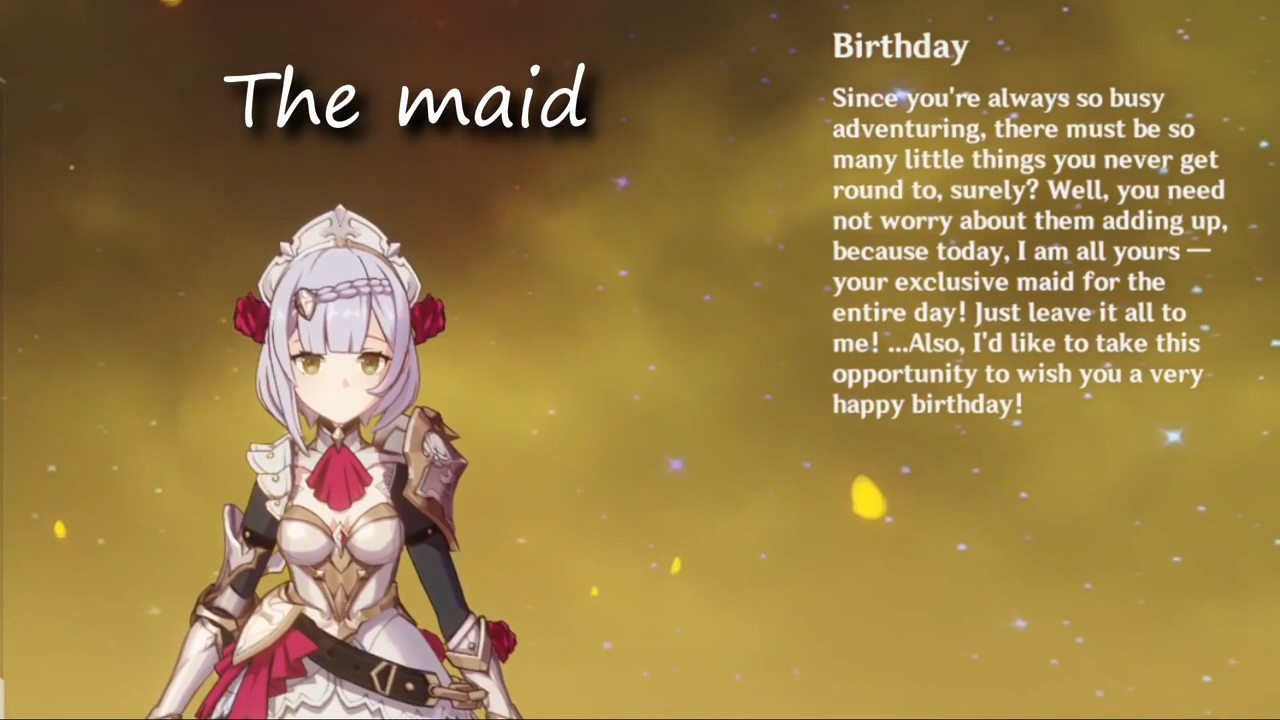 The maid
Birthday
Since you're always so busy
adventuring, there must be so
many little things you never get
round to, surely? Well, you need
not worry about them adding up,
because today, I am all yours —
your exclusive maid for the
entire day! Just leave it all to
me! ...Also, I'd like to take this
opportunity to wish you a very
happy birthday!